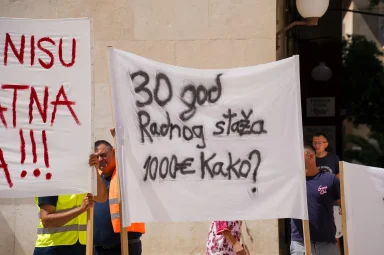 NISU
ATNA
A!!!
30 god
Radnog staža
1000€ Kako?